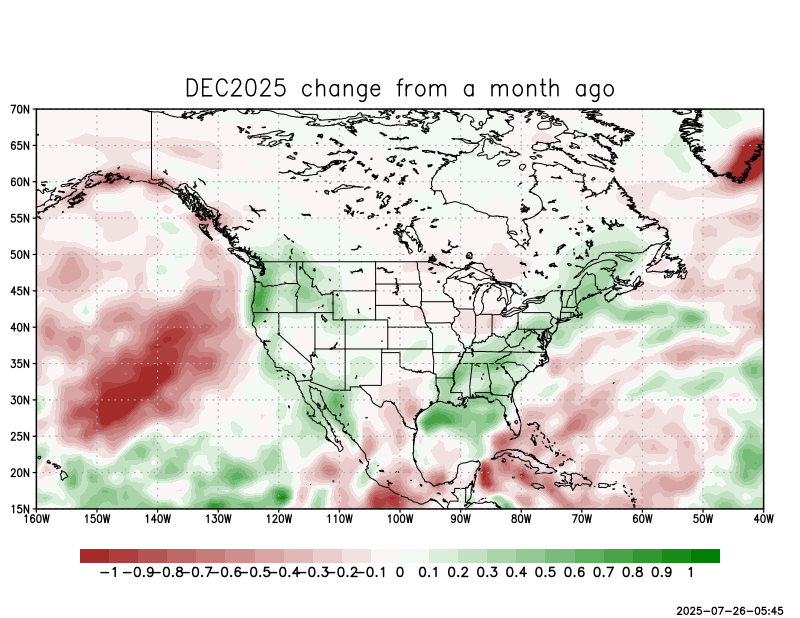 DEC2025 change from a month ago
70N
65N
60N
55N
50N
45N
40N
35N
30N
25N
20N
15N
160W 150W 140W 130W 120W 110W 100W 90W 80W 70W 60W 50W 40W
-1 -0.9 -0.8 -0.7 -0.6 -0.5 -0.4 -0.3 -0.2 -0.1 0 0.1 0.2 0.3 0.4 0.5 0.6 0.7 0.8 0.9 1
2025-07-26-05:45